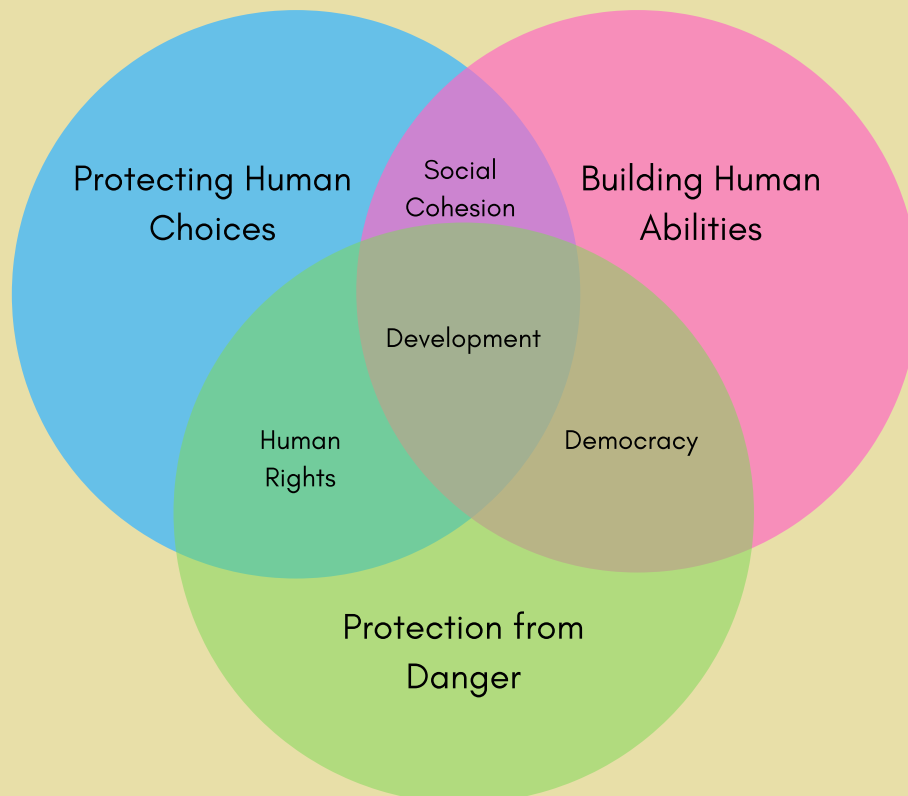 Protecting Human
Choices
Social
Cohesion
Building Human
Abilities
Development
Human
Rights
Democracy
Protection from
Danger